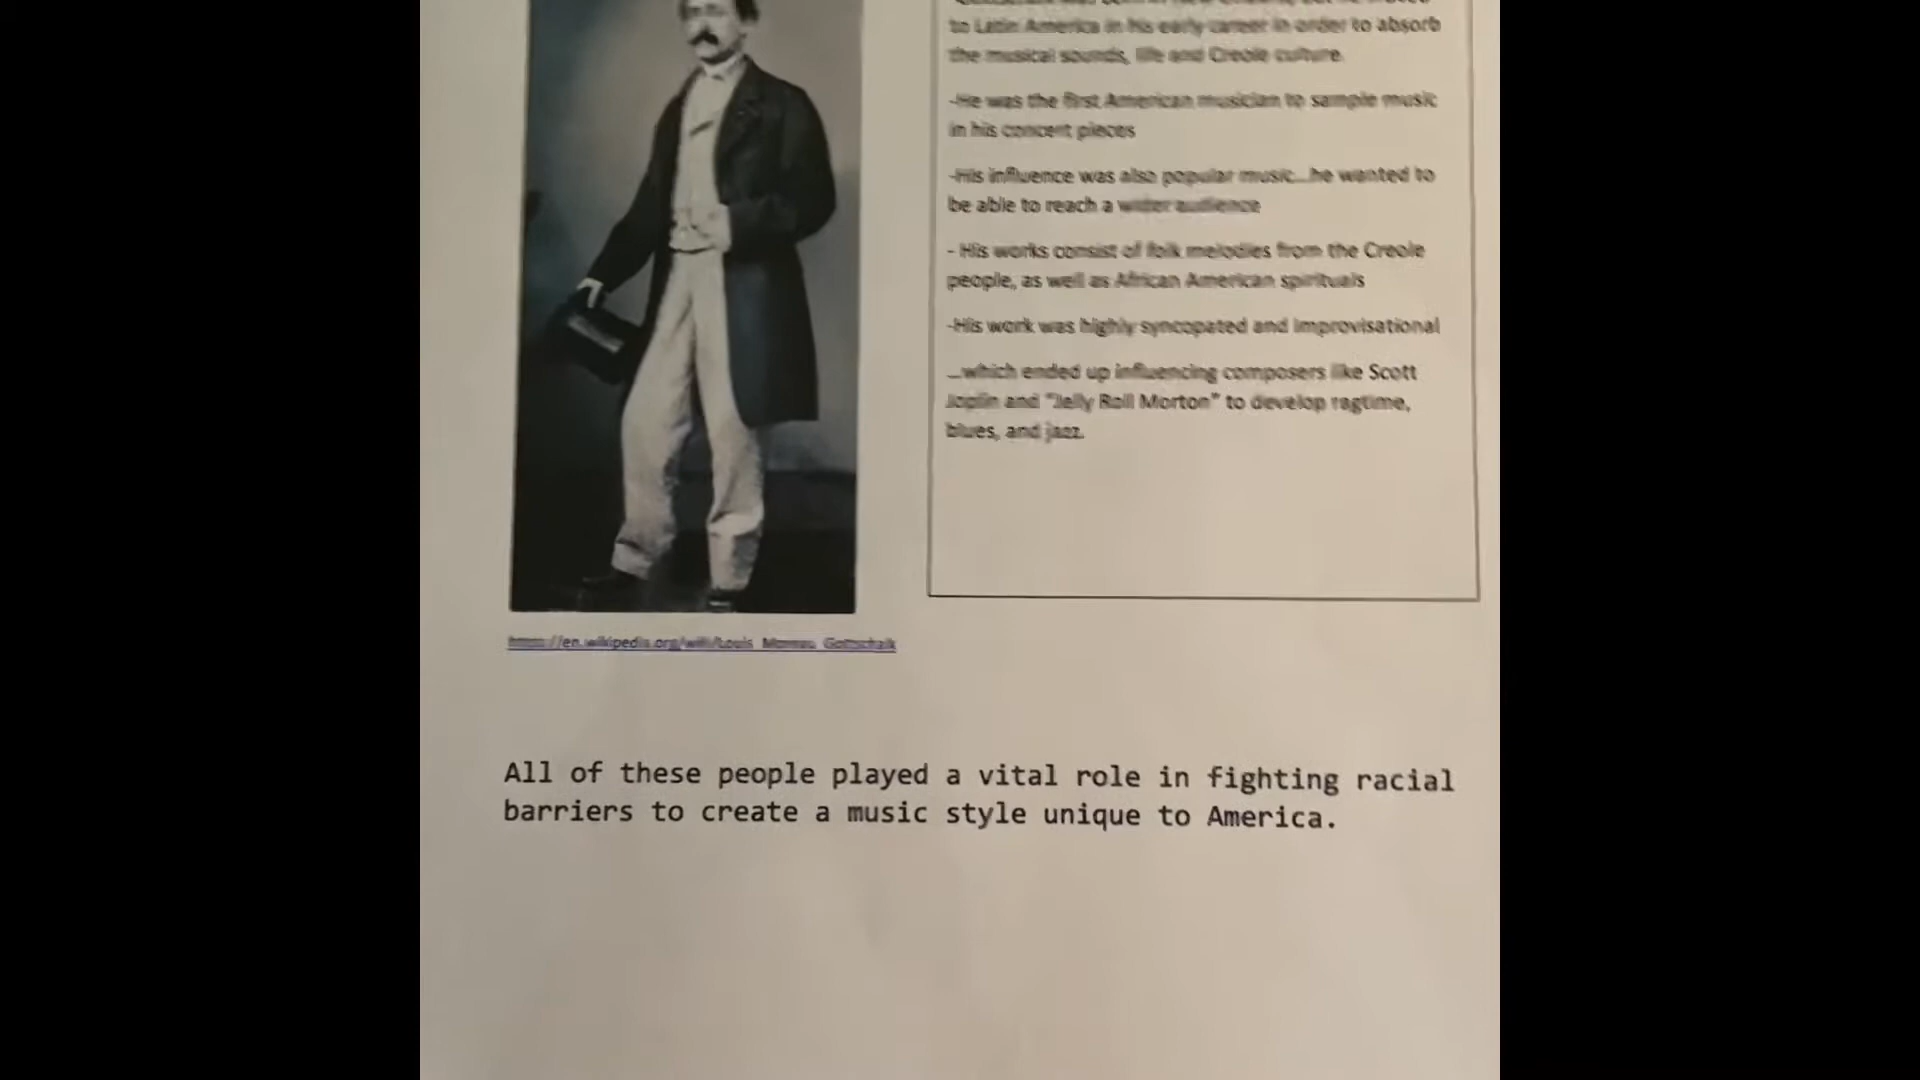 to Latin America in his early career in order to absorb
the musical sounds, life and Creole culture.
-He was the first American musician to sample music
in his concert pieces
-His influence was also popular music...he wanted to
be able to reach a wider audience
- His works consist of folk melodies from the Creole
people, as well as African American spirituals
-His work was highly syncopated and improvisational
...which ended up influencing composers like Scott
Joplin and "Jelly Roll Morton" to develop ragtime,
blues, and jazz.
https://en.wikipedia.org/wiki/Louis_Moreau_Gottschalk
All of these people played a vital role in fighting racial
barriers to create a music style unique to America.